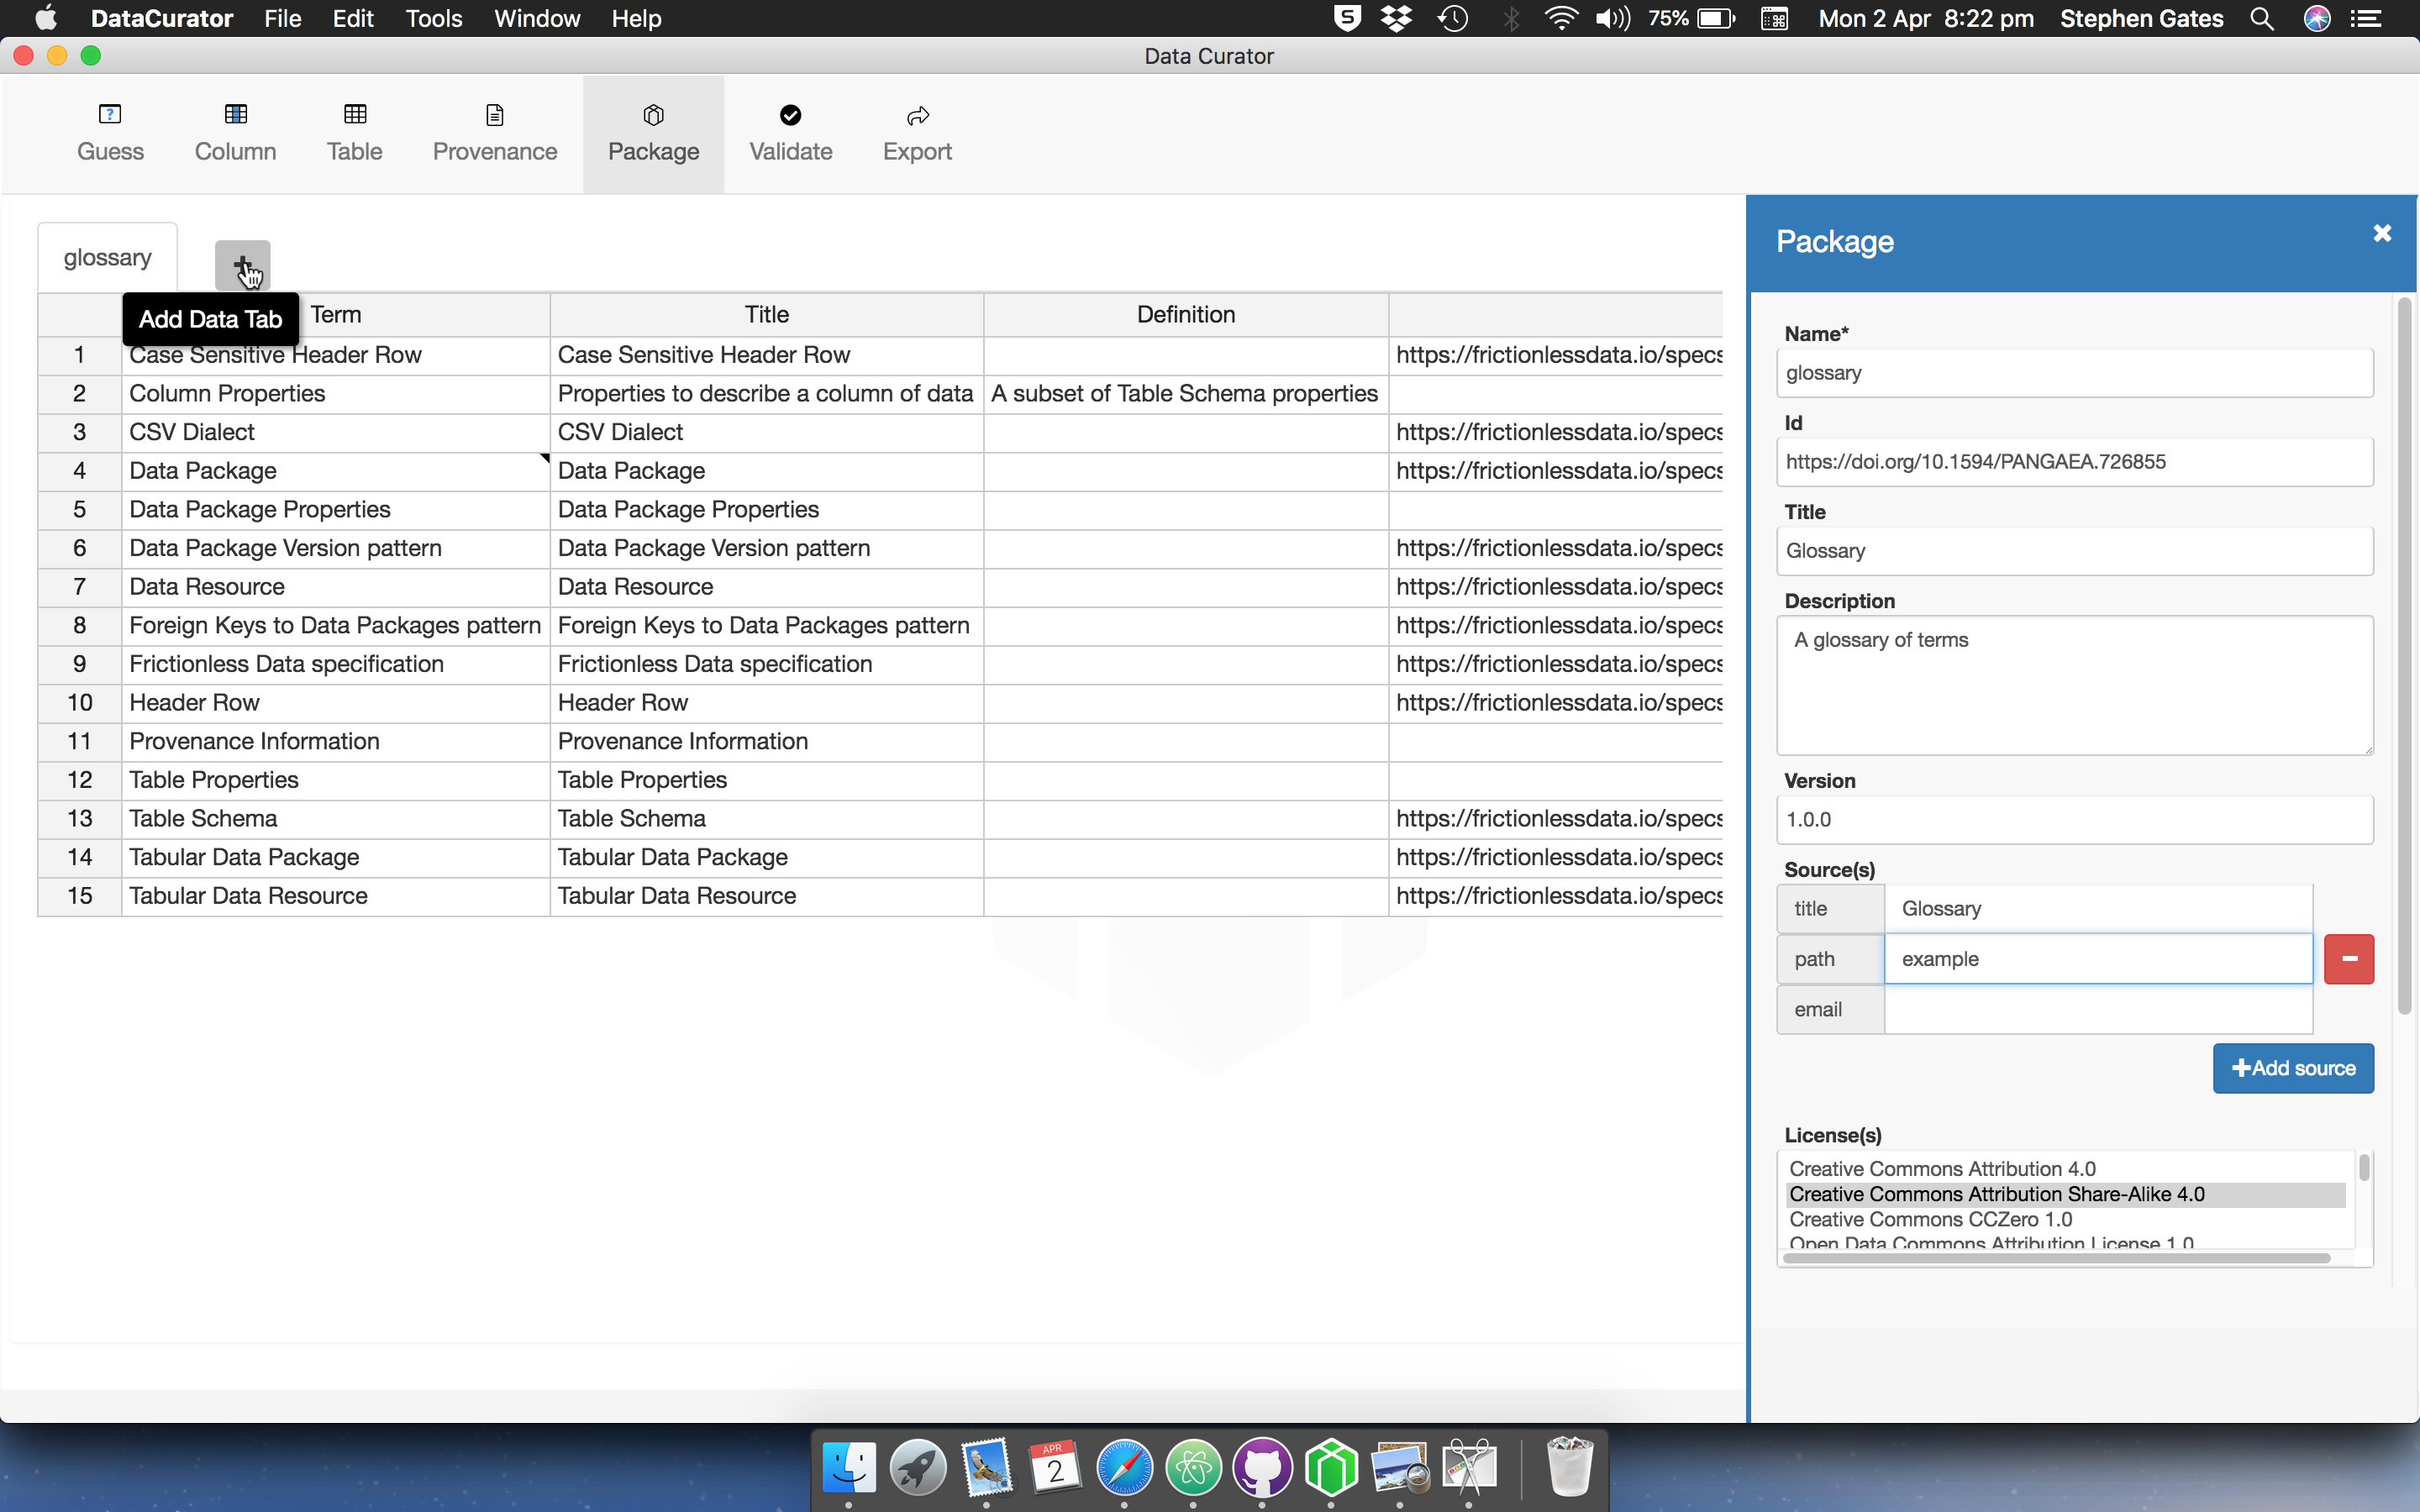 DataCurator File Edit Tools Window Help 75% Mon 2 Apr 8:22 pm Stephen Gates
Data Curator
Guess Column Table Provenance Package Validate Export
glossary
Add Data Tab
Term Title Definition
1 Case Sensitive Header Row Case Sensitive Header Row https://frictionlessdata.io/specs
2 Column Properties Properties to describe a column of data A subset of Table Schema properties
3 CSV Dialect CSV Dialect https://frictionlessdata.io/specs
4 Data Package Data Package https://frictionlessdata.io/specs
5 Data Package Properties Data Package Properties
6 Data Package Version pattern Data Package Version pattern https://frictionlessdata.io/specs
7 Data Resource Data Resource https://frictionlessdata.io/specs
8 Foreign Keys to Data Packages pattern Foreign Keys to Data Packages pattern https://frictionlessdata.io/specs
9 Frictionless Data specification Frictionless Data specification https://frictionlessdata.io/specs
10 Header Row Header Row https://frictionlessdata.io/specs
11 Provenance Information Provenance Information
12 Table Properties Table Properties
13 Table Schema Table Schema https://frictionlessdata.io/specs
14 Tabular Data Package Tabular Data Package https://frictionlessdata.io/specs
15 Tabular Data Resource Tabular Data Resource https://frictionlessdata.io/specs
Package
Name*
glossary
Id
https://doi.org/10.1594/PANGAEA.726855
Title
Glossary
Description
A glossary of terms
Version
1.0.0
Source(s)
title Glossary
path example
email
Add source
License(s)
Creative Commons Attribution 4.0
Creative Commons Attribution Share-Alike 4.0
Creative Commons CCZero 1.0
Open Data Commons Attribution License 1.0
APR
2